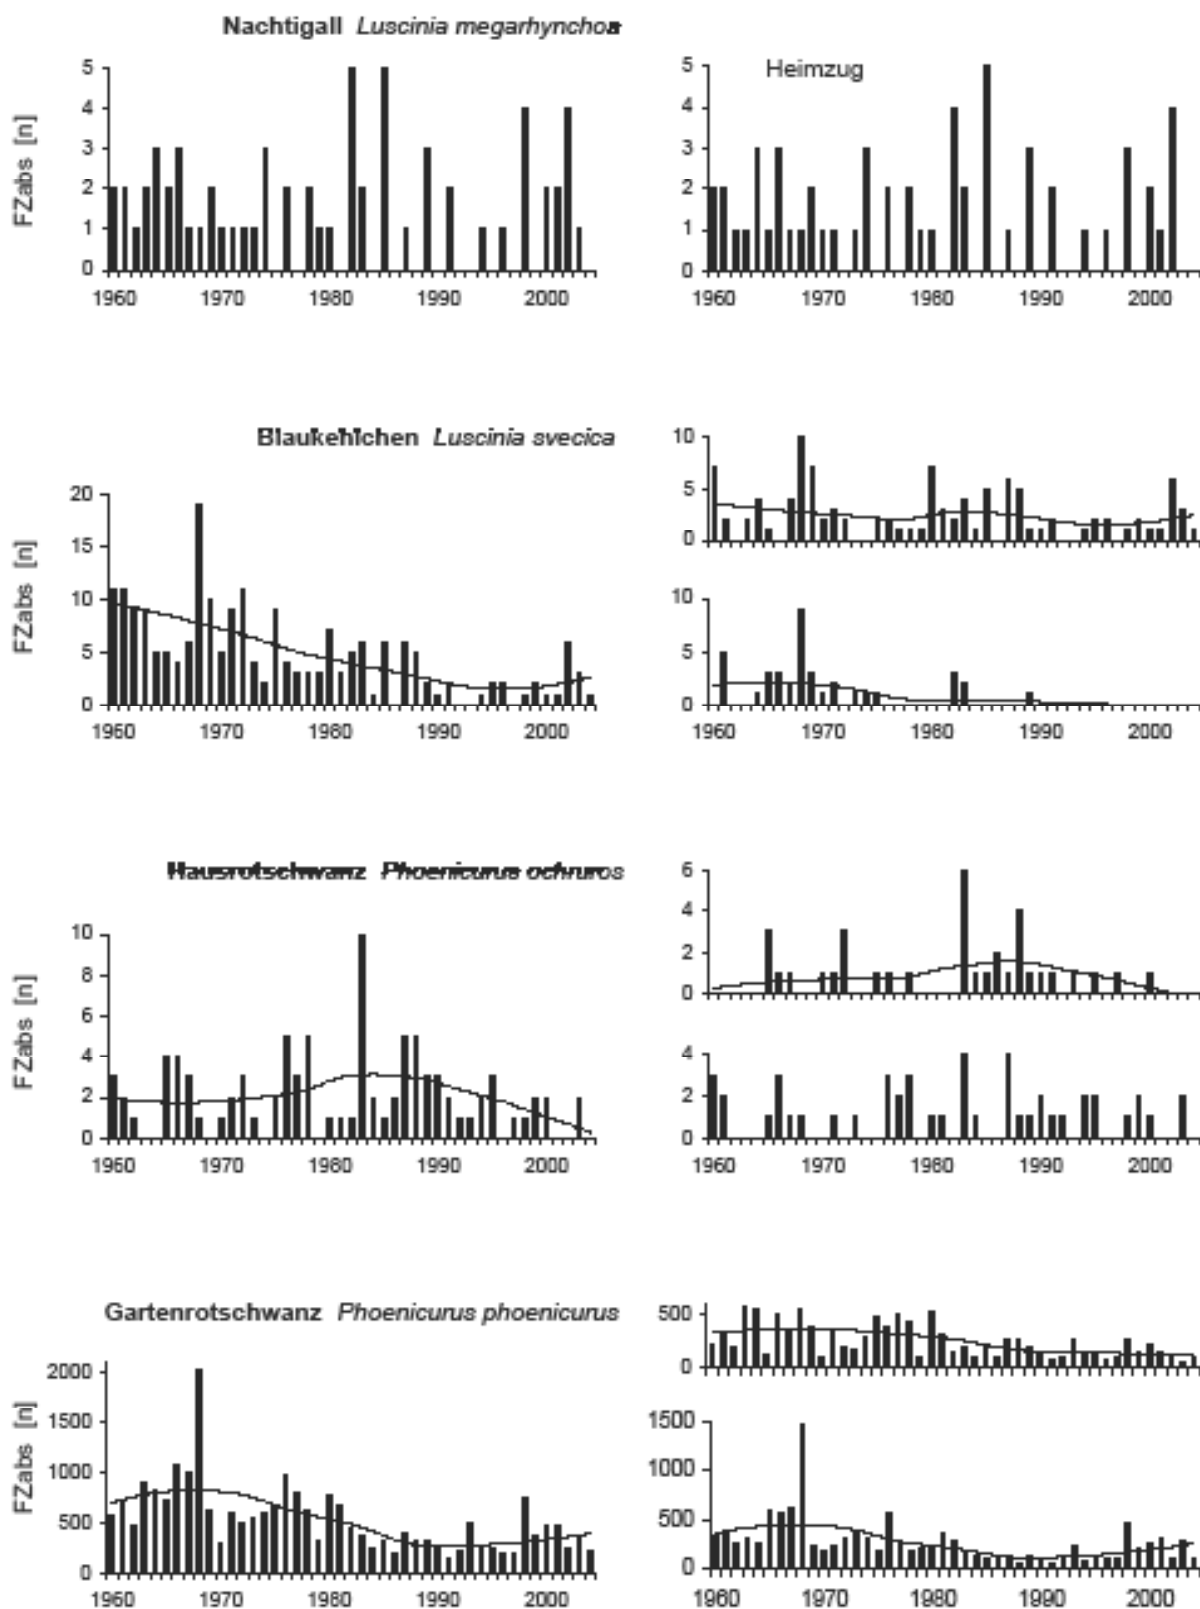 Nachtigall Luscinia megarhynchos
Heimzug
FZabs [n]
5
4
3
2
1
0
1960 1970 1980 1990 2000
5
4
3
2
1
0
1960 1970 1980 1990 2000
Blaukehlchen Luscinia svecica
FZabs [n]
20
15
10
5
0
1960 1970 1980 1990 2000
10
5
0
10
5
0
1960 1970 1980 1990 2000
Hausrotschwanz Phoenicurus ochruros
FZabs [n]
10
8
6
4
2
0
1960 1970 1980 1990 2000
6
4
2
0
4
2
0
1960 1970 1980 1990 2000
Gartenrotschwanz Phoenicurus phoenicurus
FZabs [n]
2000
1500
1000
500
0
1960 1970 1980 1990 2000
500
0
1500
1000
500
0
1960 1970 1980 1990 2000